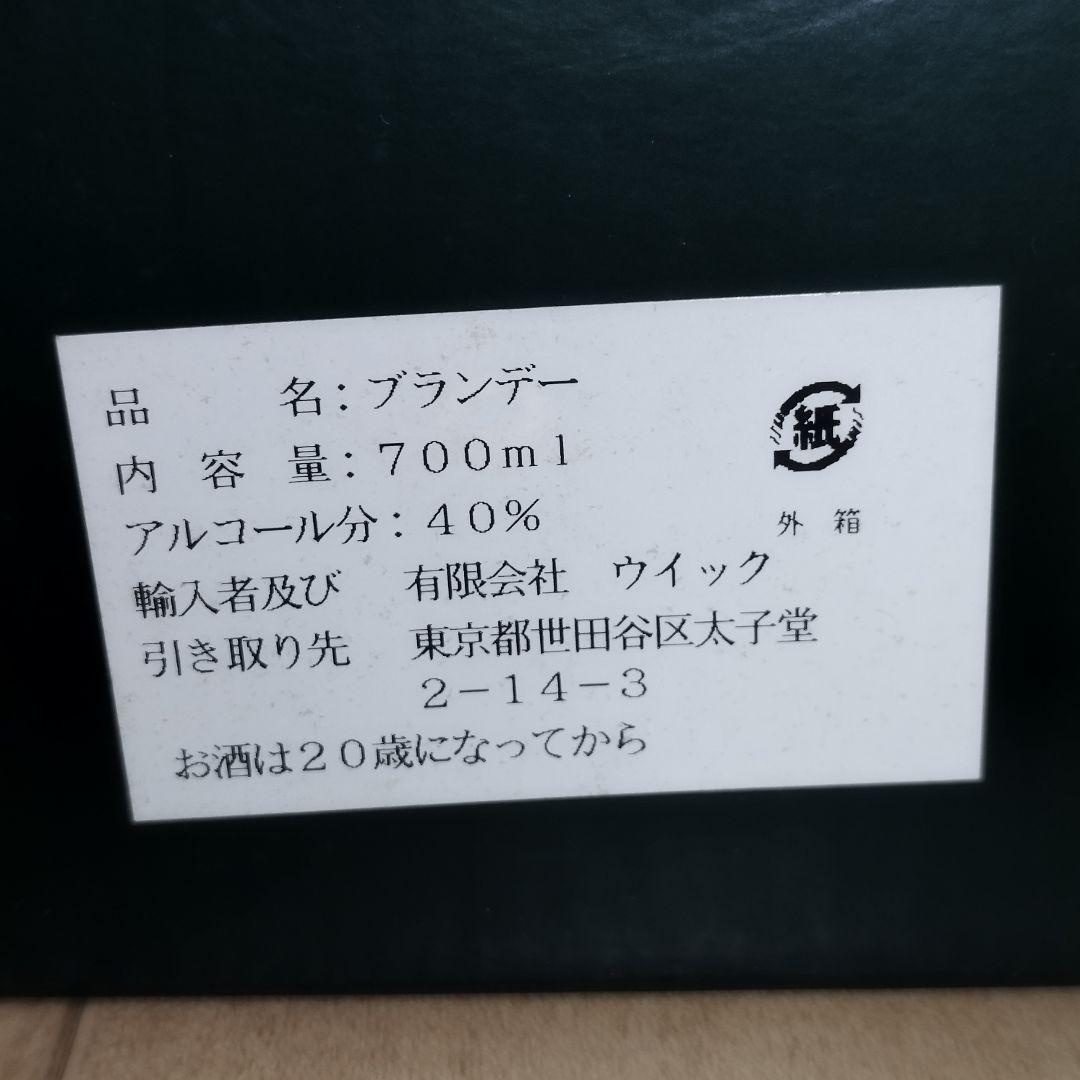 品名：ブランデー
内容量：７００ｍｌ
アルコール分：４０％
輸入者及び 有限会社 ウイック
引き取り先 東京都世田谷区太子堂
２－１４－３
お酒は２０歳になってから
紙
外箱